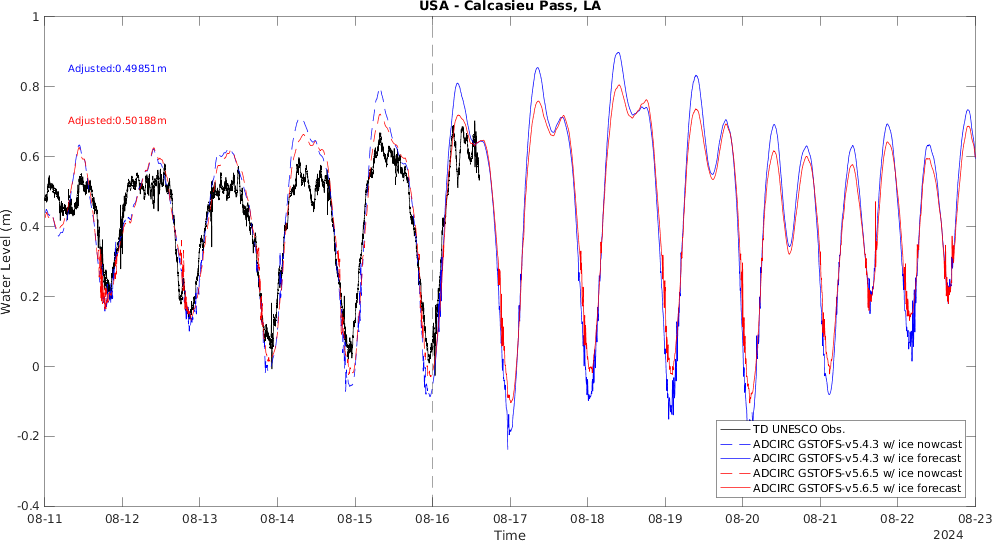 USA - Calcasieu Pass, LA
1
0.8
0.6
0.4
0.2
0
-0.2
-0.4
Water Level (m)
Adjusted:0.49851m
Adjusted:0.50188m
TD UNESCO Obs.
ADCIRC GSTOFS-v5.4.3 w/ ice nowcast
ADCIRC GSTOFS-v5.4.3 w/ ice forecast
ADCIRC GSTOFS-v5.6.5 w/ ice nowcast
ADCIRC GSTOFS-v5.6.5 w/ ice forecast
08-11 08-12 08-13 08-14 08-15 08-16 08-17 08-18 08-19 08-20 08-21 08-22 08-23
Time
2024